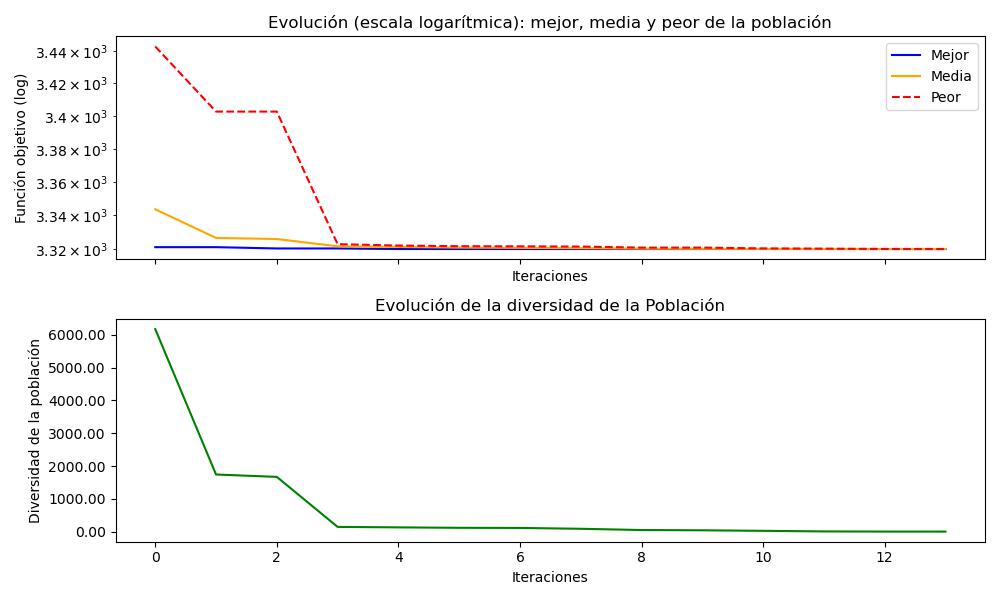 Evolución (escala logarítmica): mejor, media y peor de la población
Función objetivo (log)
3.44 × 10³
3.42 × 10³
3.4 × 10³
3.38 × 10³
3.36 × 10³
3.34 × 10³
3.32 × 10³
Mejor
Media
Peor
Iteraciones
Evolución de la diversidad de la Población
Diversidad de la población
6000.00
5000.00
4000.00
3000.00
2000.00
1000.00
0.00
0 2 4 6 8 10 12
Iteraciones